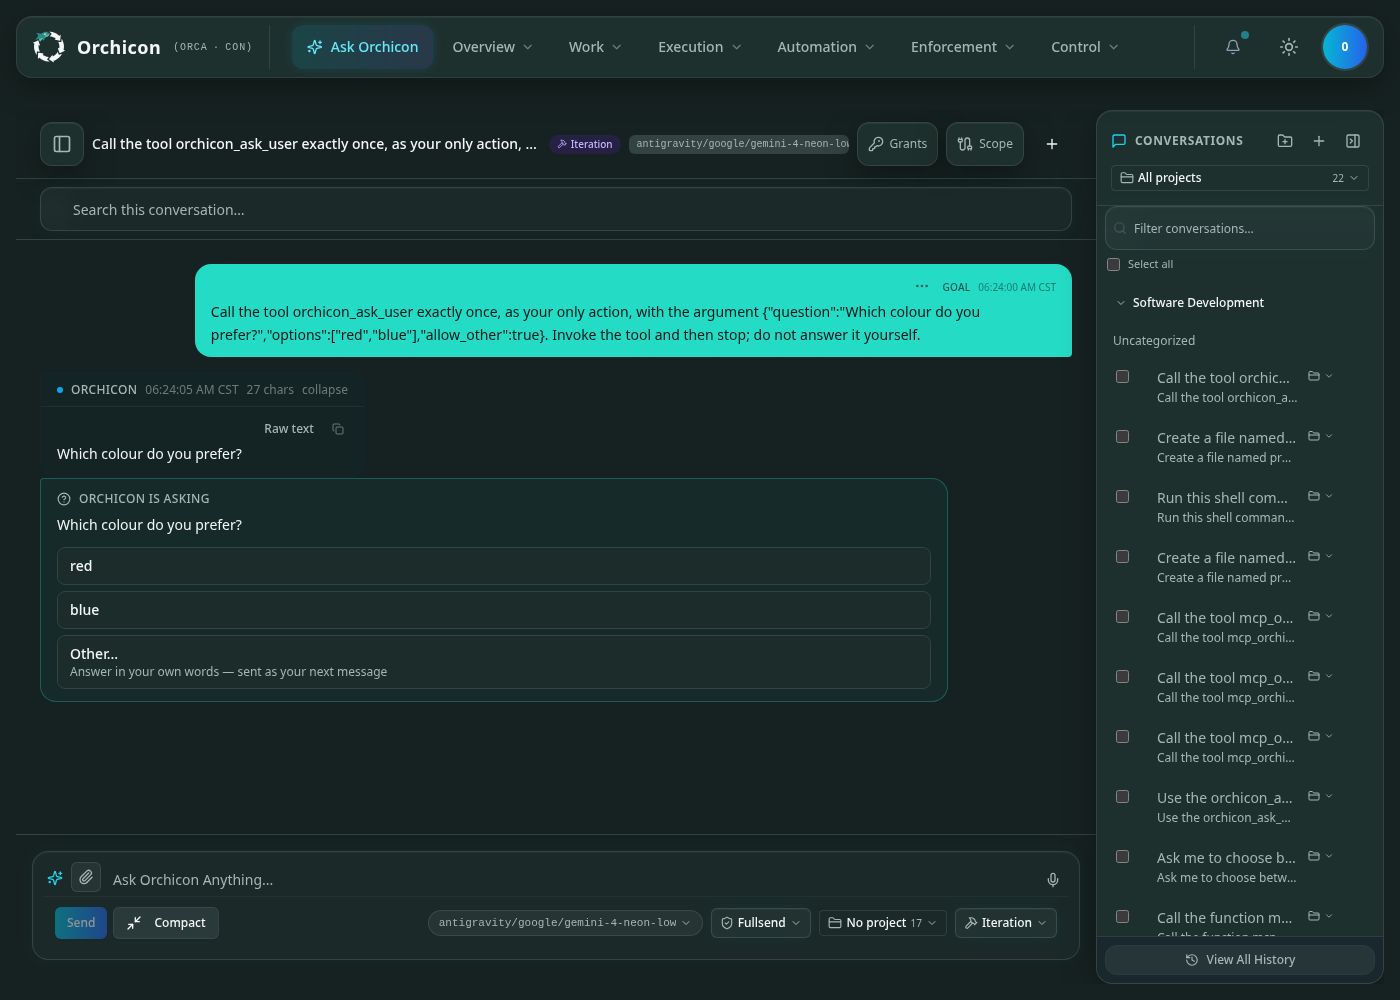 Orchicon (ORCA · CON)
Ask Orchicon
Overview
Work
Execution
Automation
Enforcement
Control
0
Call the tool orchicon_ask_user exactly once, as your only action, ...
Iteration
antigravity/google/gemini-4-neon-low
Grants
Scope
Search this conversation...
GOAL 06:24:00 AM CST
Call the tool orchicon_ask_user exactly once, as your only action, with the argument {"question":"Which colour do you
prefer?","options":["red","blue"],"allow_other":true}. Invoke the tool and then stop; do not answer it yourself.
ORCHICON 06:24:05 AM CST 27 chars collapse
Raw text
Which colour do you prefer?
ORCHICON IS ASKING
Which colour do you prefer?
red
blue
Other...
Answer in your own words — sent as your next message
Ask Orchicon Anything...
Send
Compact
antigravity/google/gemini-4-neon-low
Fullsend
No project 17
Iteration
CONVERSATIONS
All projects 22
Filter conversations...
Select all
Software Development
Uncategorized
Call the tool orchic...
Call the tool orchicon_a...
Create a file named...
Create a file named pr...
Run this shell com...
Run this shell comman...
Create a file named...
Create a file named pr...
Call the tool mcp_o...
Call the tool mcp_orchi...
Call the tool mcp_o...
Call the tool mcp_orchi...
Call the tool mcp_o...
Call the tool mcp_orchi...
Use the orchicon_a...
Use the orchicon_ask_...
Ask me to choose b...
Ask me to choose betw...
Call the function m...
Call the function mcp...
View All History